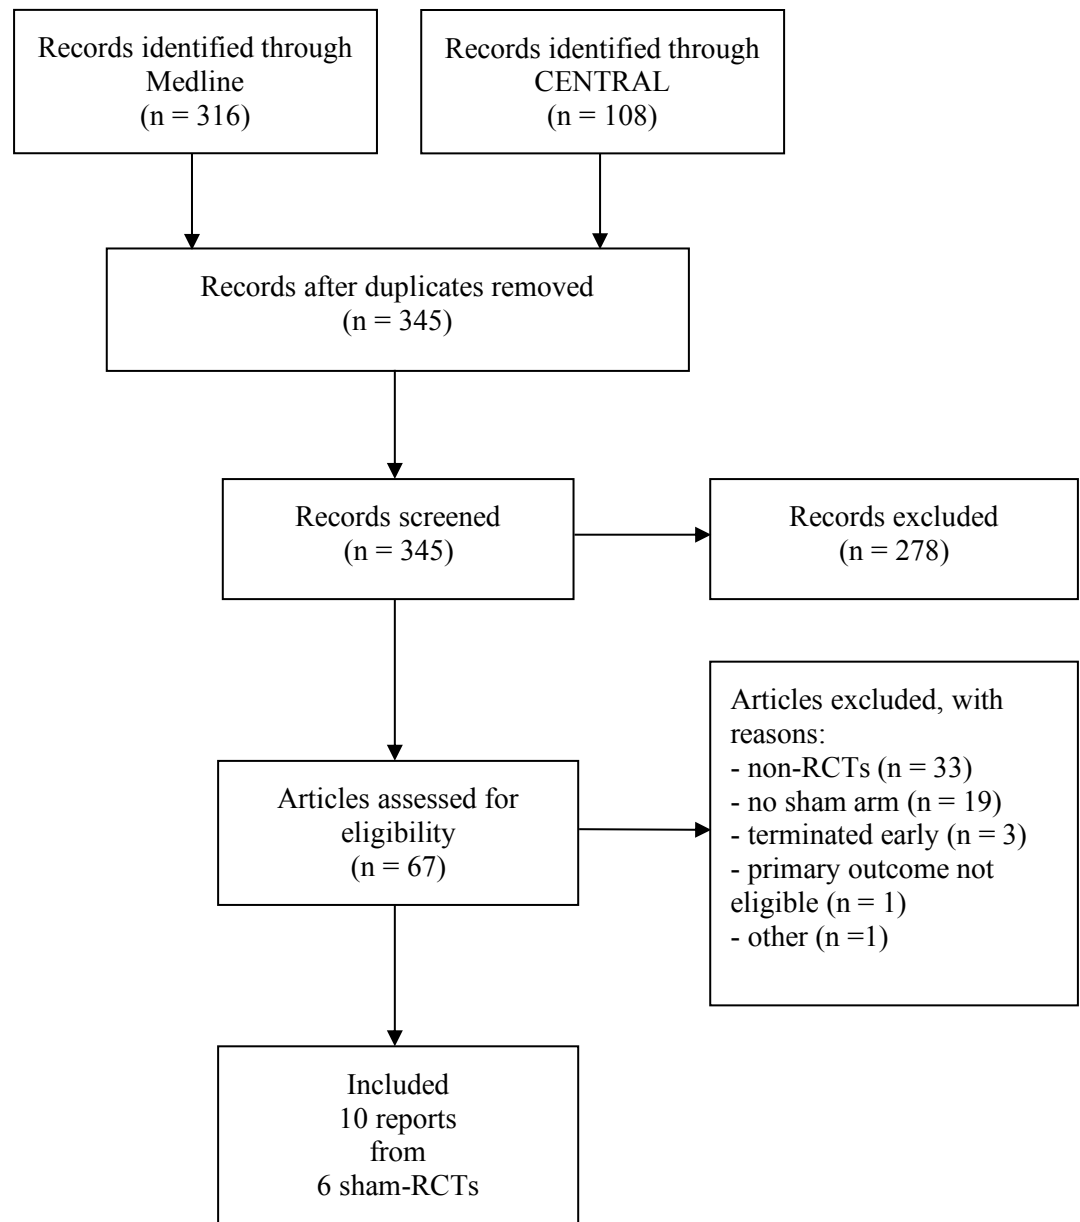 Records identified through
Medline
(n = 316)
Records identified through
CENTRAL
(n = 108)
Records after duplicates removed
(n = 345)
Records screened
(n = 345)
Records excluded
(n = 278)
Articles assessed for
eligibility
(n = 67)
Articles excluded, with
reasons:
- non-RCTs (n = 33)
- no sham arm (n = 19)
- terminated early (n = 3)
- primary outcome not
eligible (n = 1)
- other (n =1)
Included
10 reports
from
6 sham-RCTs